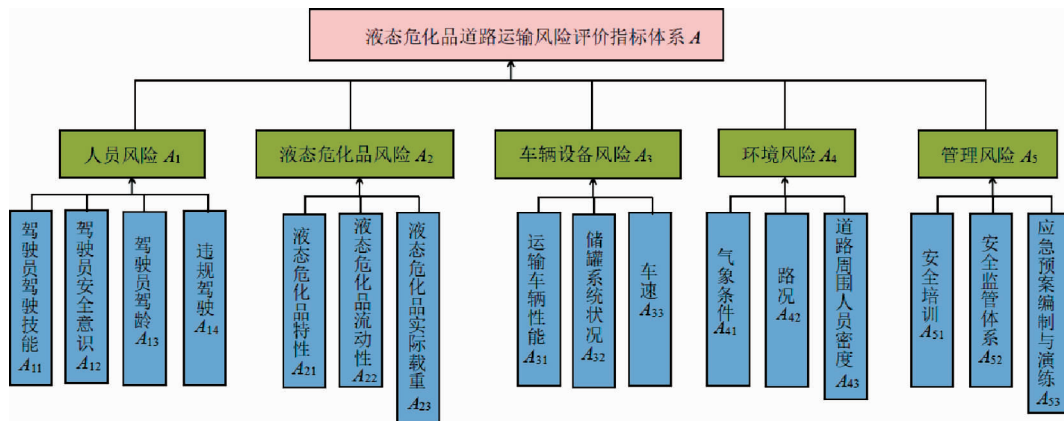 液态危化品道路运输风险评价指标体系 A
人员风险 A1
液态危化品风险 A2
车辆设备风险 A3
环境风险 A4
管理风险 A5
驾驶员驾驶技能 A11
驾驶员安全意识 A12
驾驶员驾龄 A13
违规驾驶 A14
液态危化品特性 A21
液态危化品流动性 A22
液态危化品实际载重 A23
运输车辆性能 A31
储罐系统状况 A32
车速 A33
气象条件 A41
路况 A42
道路周围人员密度 A43
安全培训 A51
安全监管体系 A52
应急预案编制与演练 A53